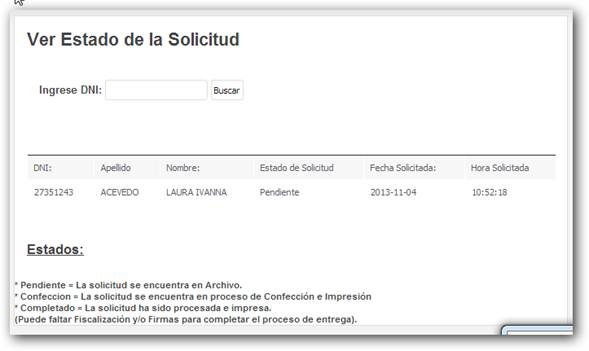 Ver Estado de la Solicitud
Ingrese DNI: Buscar
DNI: Apellido Nombre: Estado de Solicitud Fecha Solicitada: Hora Solicitada
27351243 ACEVEDO LAURA IVANNA Pendiente 2013-11-04 10:52:18
Estados:
* Pendiente = La solicitud se encuentra en Archivo.
* Confeccion = La solicitud se encuentra en proceso de Confección e Impresión
* Completado = La solicitud ha sido procesada e impresa.
(Puede faltar Fiscalización y/o Firmas para completar el proceso de entrega).